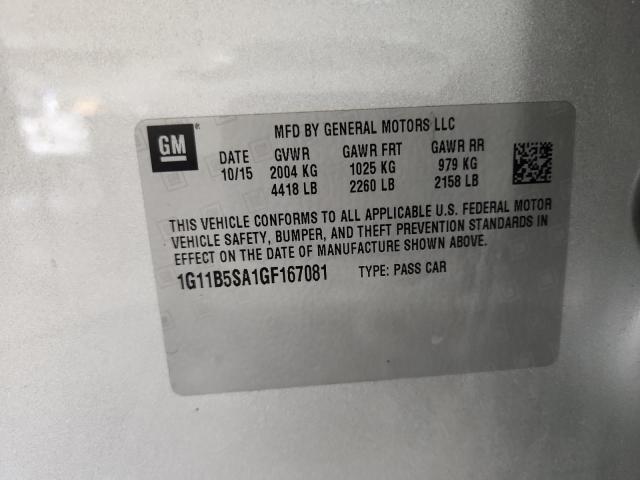 GM
MFD BY GENERAL MOTORS LLC
DATE GVWR GAWR FRT GAWR RR
10/15 2004 KG 1025 KG 979 KG
4418 LB 2260 LB 2158 LB
THIS VEHICLE CONFORMS TO ALL APPLICABLE U.S. FEDERAL MOTOR
VEHICLE SAFETY, BUMPER, AND THEFT PREVENTION STANDARDS IN
EFFECT ON THE DATE OF MANUFACTURE SHOWN ABOVE.
1G11B5SA1GF167081 TYPE: PASS CAR